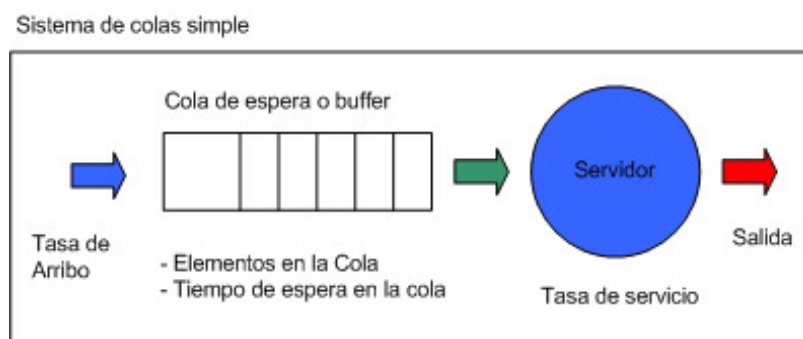 Sistema de colas simple
Cola de espera o buffer
Servidor
Tasa de
Arribo
- Elementos en la Cola
- Tiempo de espera en la cola
Tasa de servicio
Salida